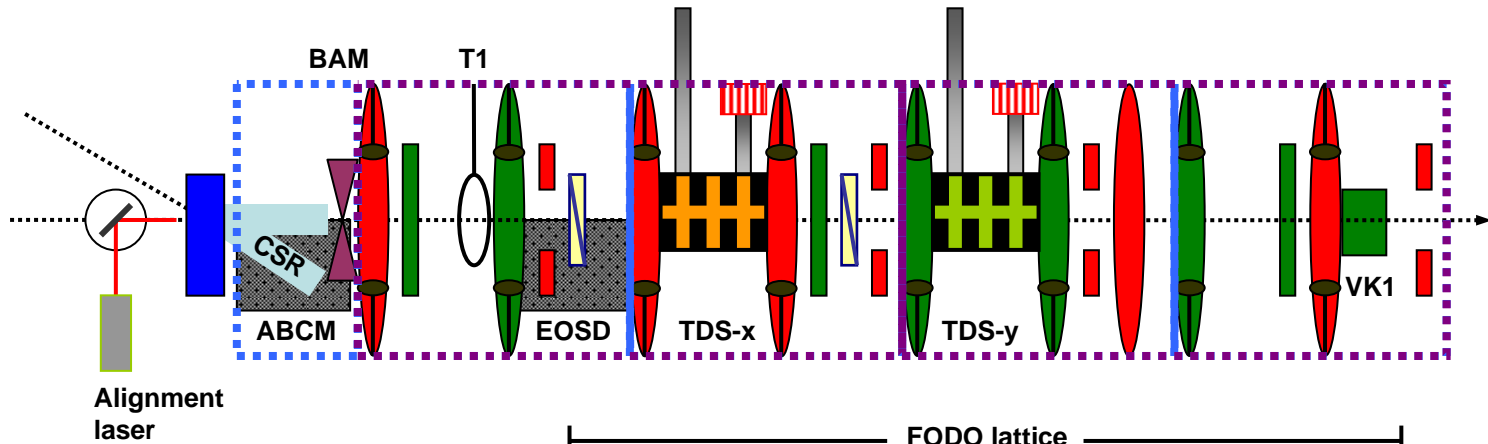 BAM
T1
CSR
ABCM
EOSD
TDS-x
TDS-y
VK1
Alignment
laser
FODO lattice